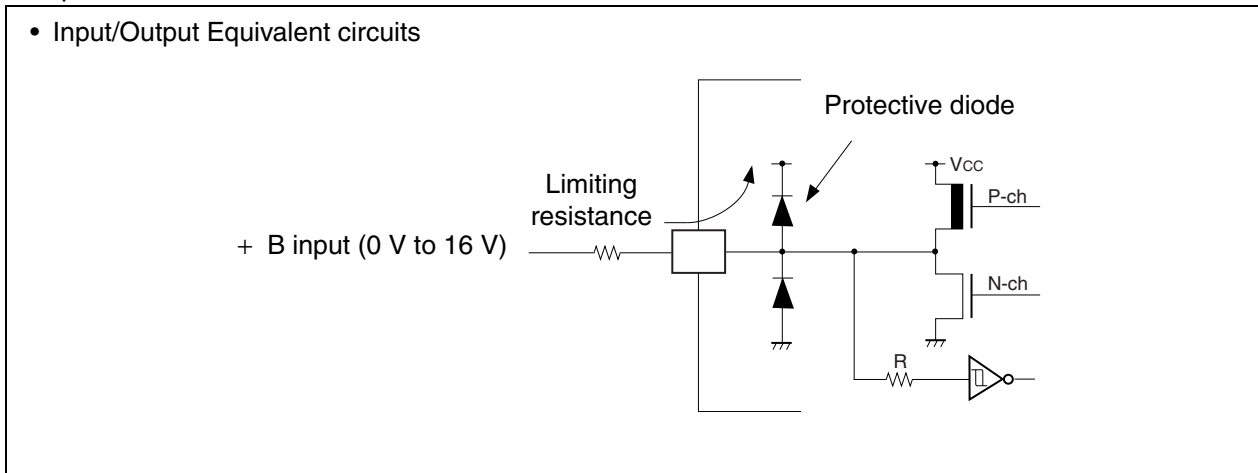 • Input/Output Equivalent circuits
Protective diode
Limiting
resistance
VCC
P-ch
+ B input (0 V to 16 V)
N-ch
R